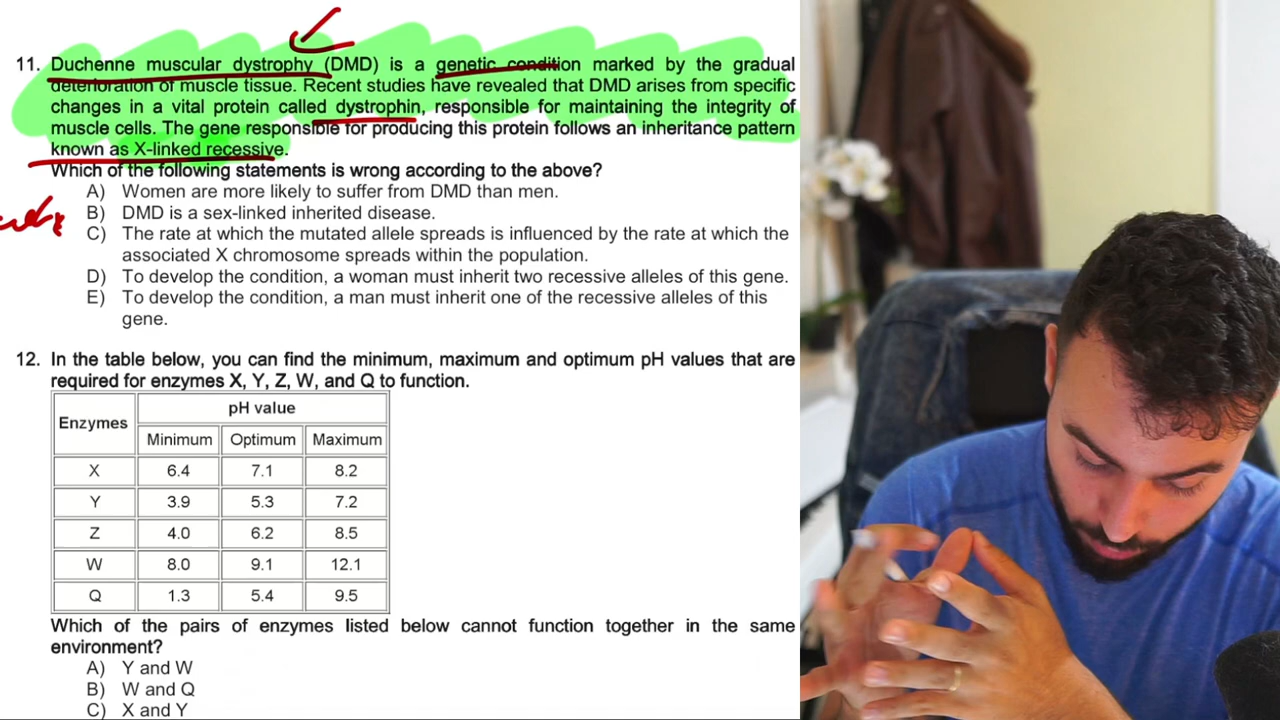 11. Duchenne muscular dystrophy (DMD) is a genetic condition marked by the gradual
deterioration of muscle tissue. Recent studies have revealed that DMD arises from specific
changes in a vital protein called dystrophin, responsible for maintaining the integrity of
muscle cells. The gene responsible for producing this protein follows an inheritance pattern
known as X-linked recessive.
Which of the following statements is wrong according to the above?
A) Women are more likely to suffer from DMD than men.
B) DMD is a sex-linked inherited disease.
C) The rate at which the mutated allele spreads is influenced by the rate at which the
associated X chromosome spreads within the population.
D) To develop the condition, a woman must inherit two recessive alleles of this gene.
E) To develop the condition, a man must inherit one of the recessive alleles of this
gene.
12. In the table below, you can find the minimum, maximum and optimum pH values that are
required for enzymes X, Y, Z, W, and Q to function.
Enzymes pH value
Minimum Optimum Maximum
X 6.4 7.1 8.2
Y 3.9 5.3 7.2
Z 4.0 6.2 8.5
W 8.0 9.1 12.1
Q 1.3 5.4 9.5
Which of the pairs of enzymes listed below cannot function together in the same
environment?
A) Y and W
B) W and Q
C) X and Y